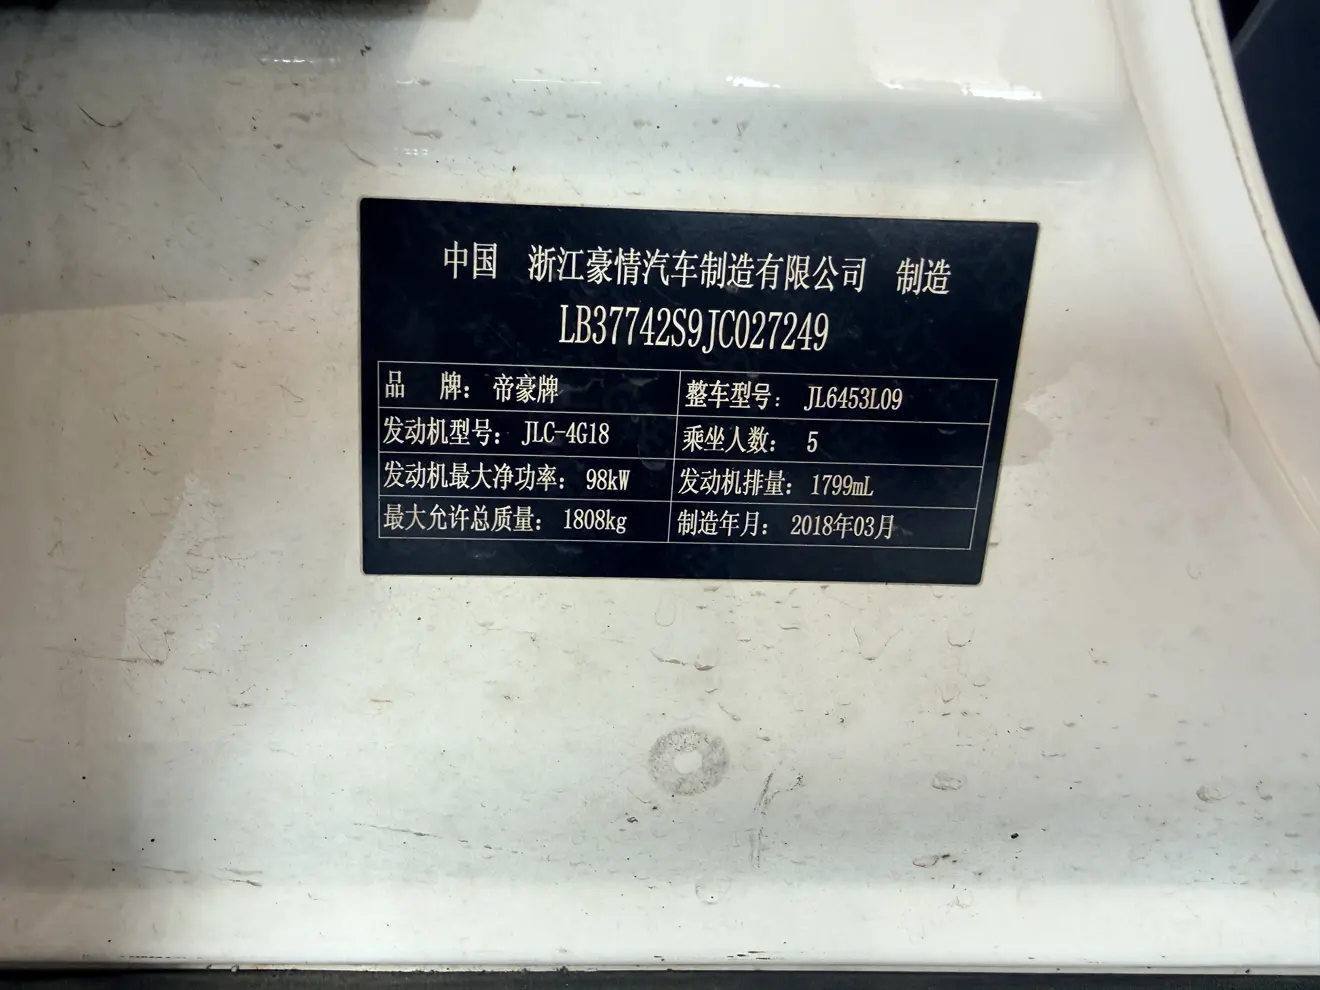 中国 浙江豪情汽车制造有限公司 制造
LB37742S9JC027249
品 牌： 帝豪牌 整车型号： JL6453L09
发动机型号： JLC-4G18 乘坐人数： 5
发动机最大净功率： 98kW 发动机排量： 1799mL
最大允许总质量： 1808kg 制造年月： 2018年03月